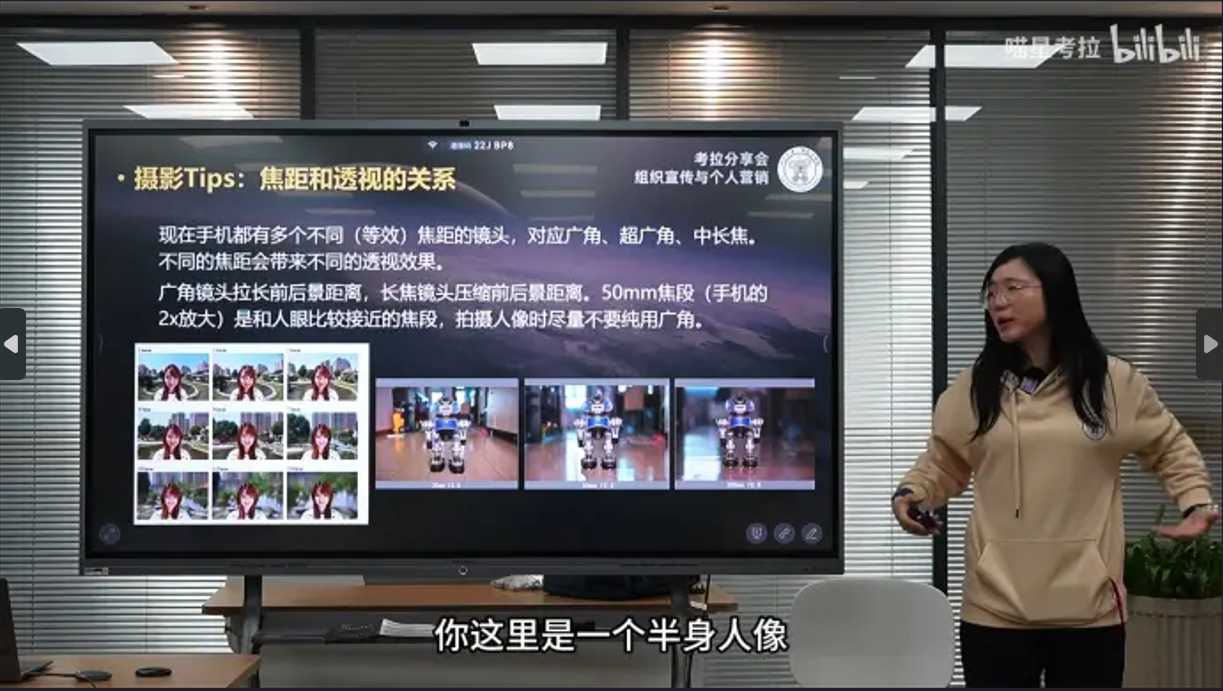 喵星考拉 bilibili
22J BP8
考拉分享会
组织宣传与个人营销
• 摄影Tips：焦距和透视的关系
现在手机都有多个不同（等效）焦距的镜头，对应广角、超广角、中长焦。
不同的焦距会带来不同的透视效果。
广角镜头拉长前后景距离，长焦镜头压缩前后景距离。50mm焦段（手机的
2x放大）是和人眼比较接近的焦段，拍摄人像时尽量不要纯用广角。
你这里是一个半身人像